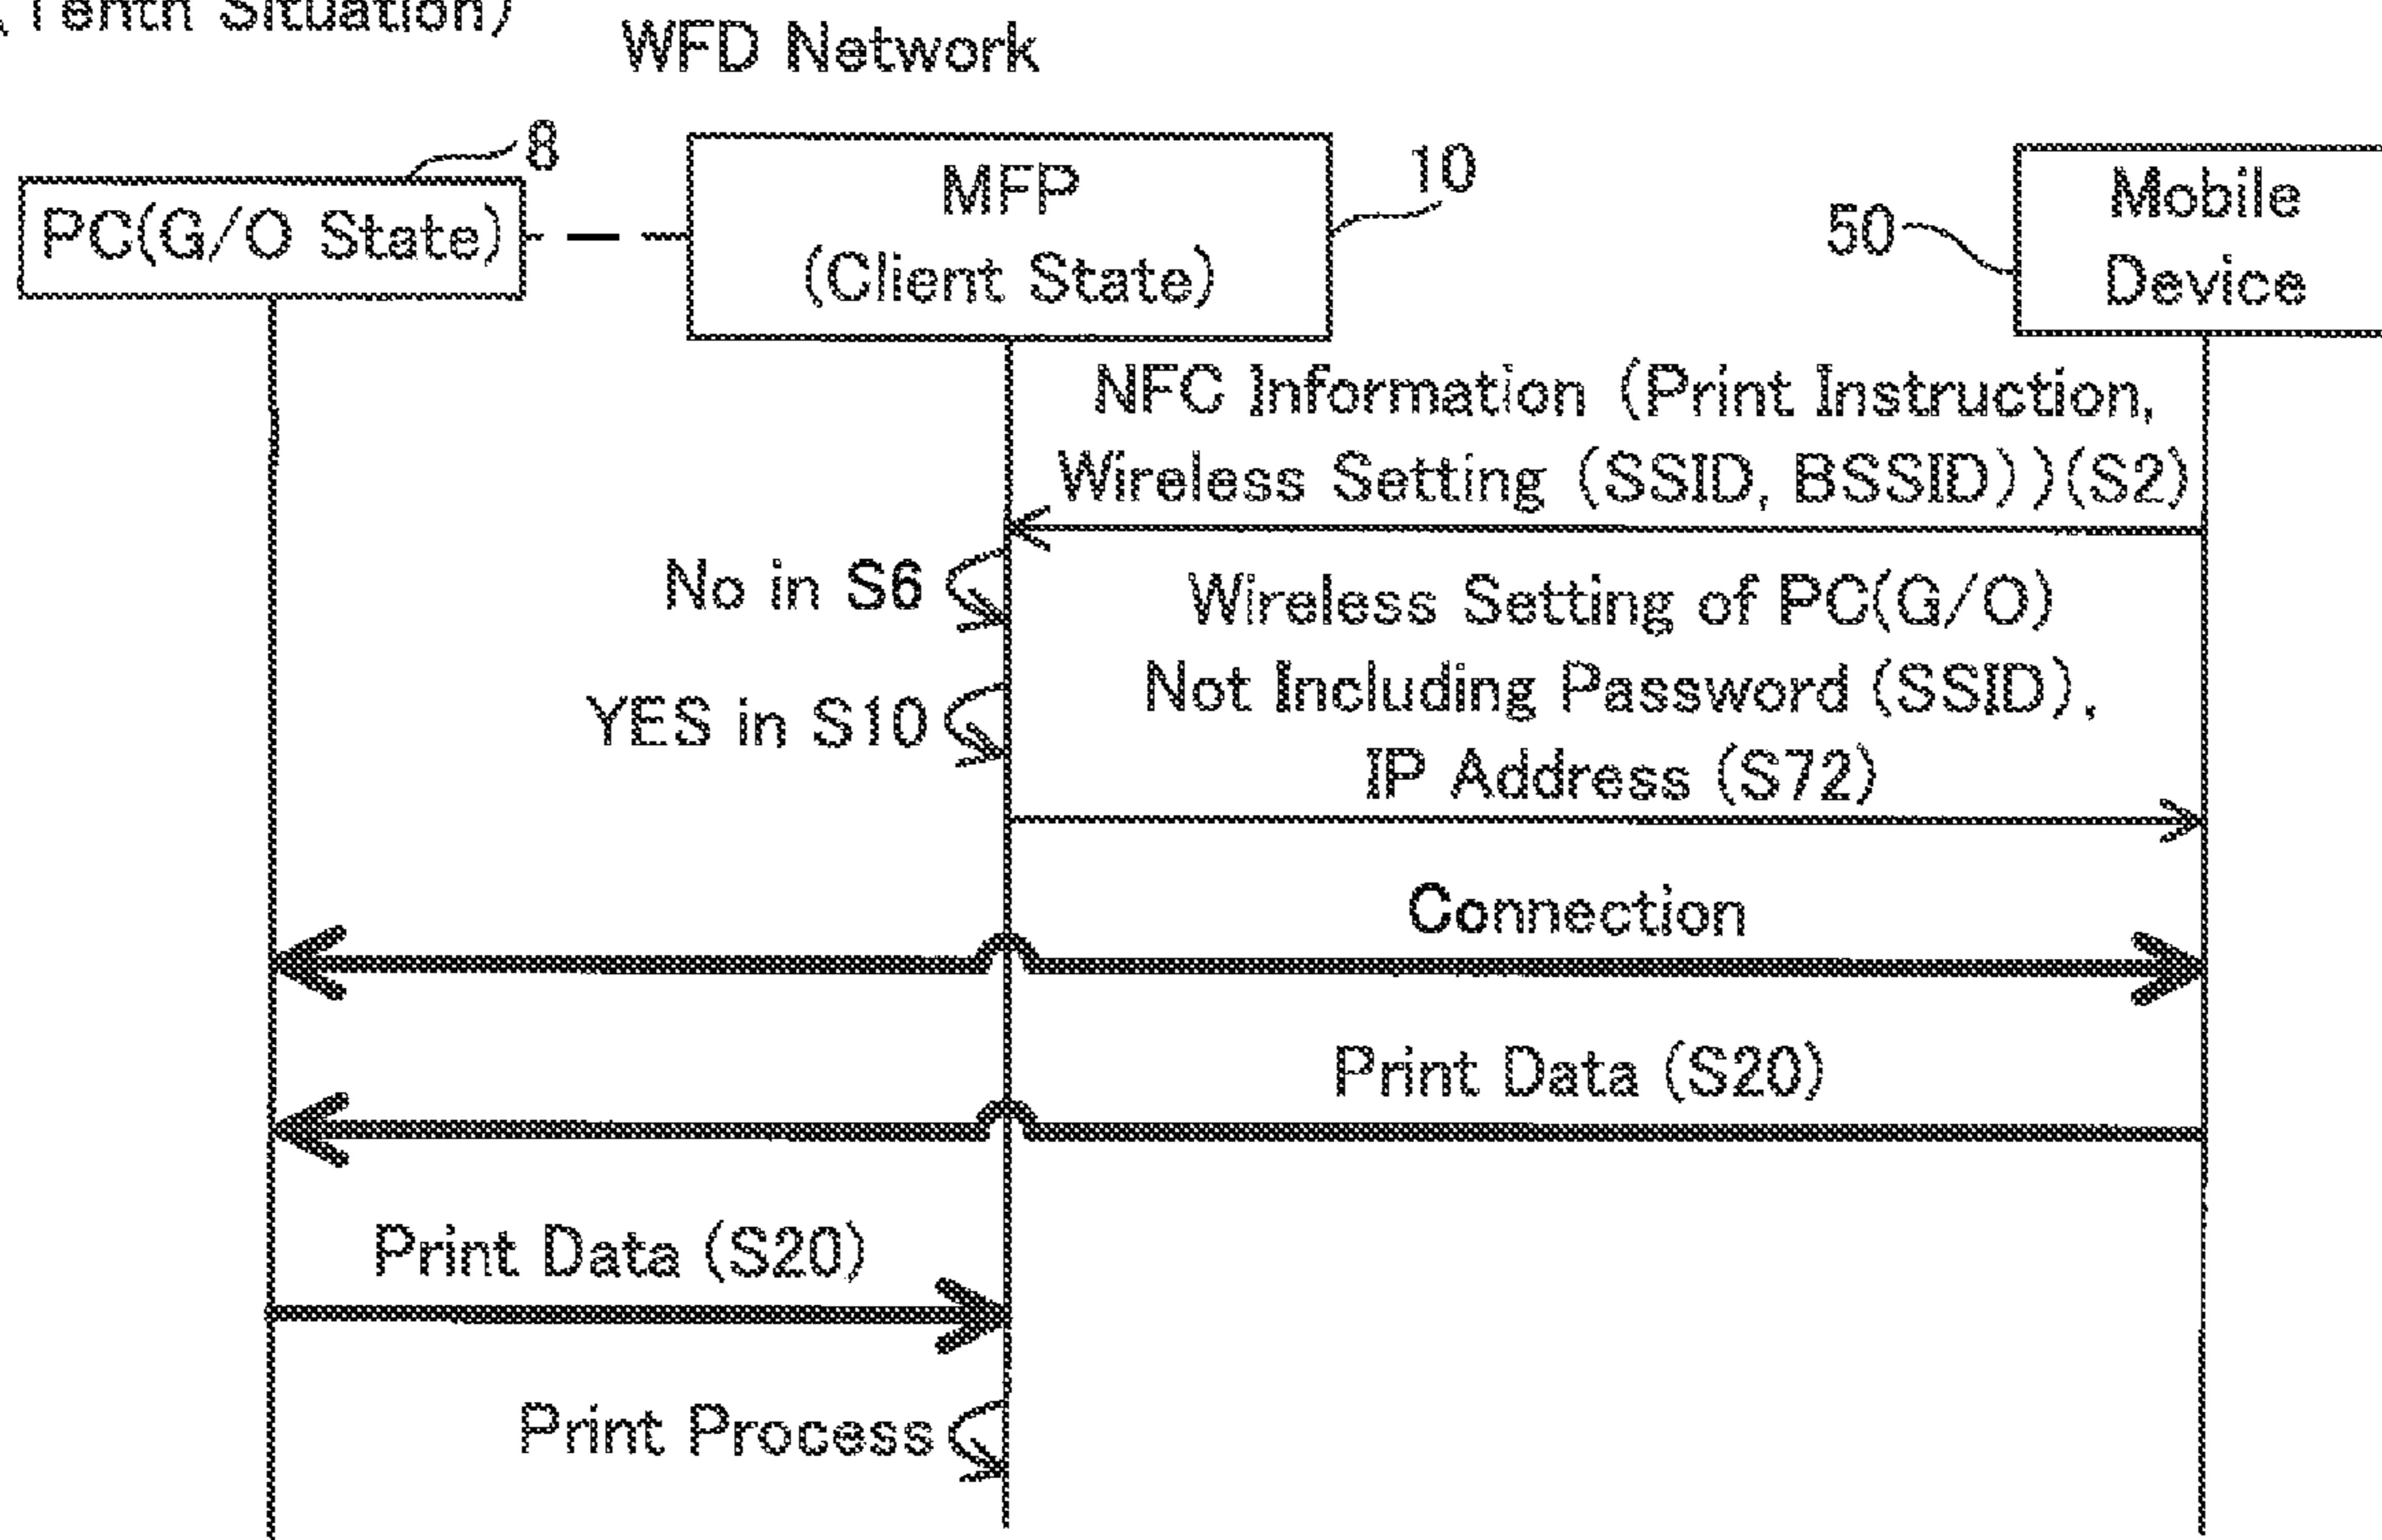 (Tenth Situation)
WFD Network
8
PC(G/O State)
MFP
(Client State)
10
50
Mobile
Device
NFC Information (Print Instruction,
Wireless Setting (SSID, BSSID))(S2)
No in S6
Wireless Setting of PC(G/O)
Not Including Password (SSID),
IP Address (S72)
YES in S10
Connection
Print Data (S20)
Print Data (S20)
Print Process